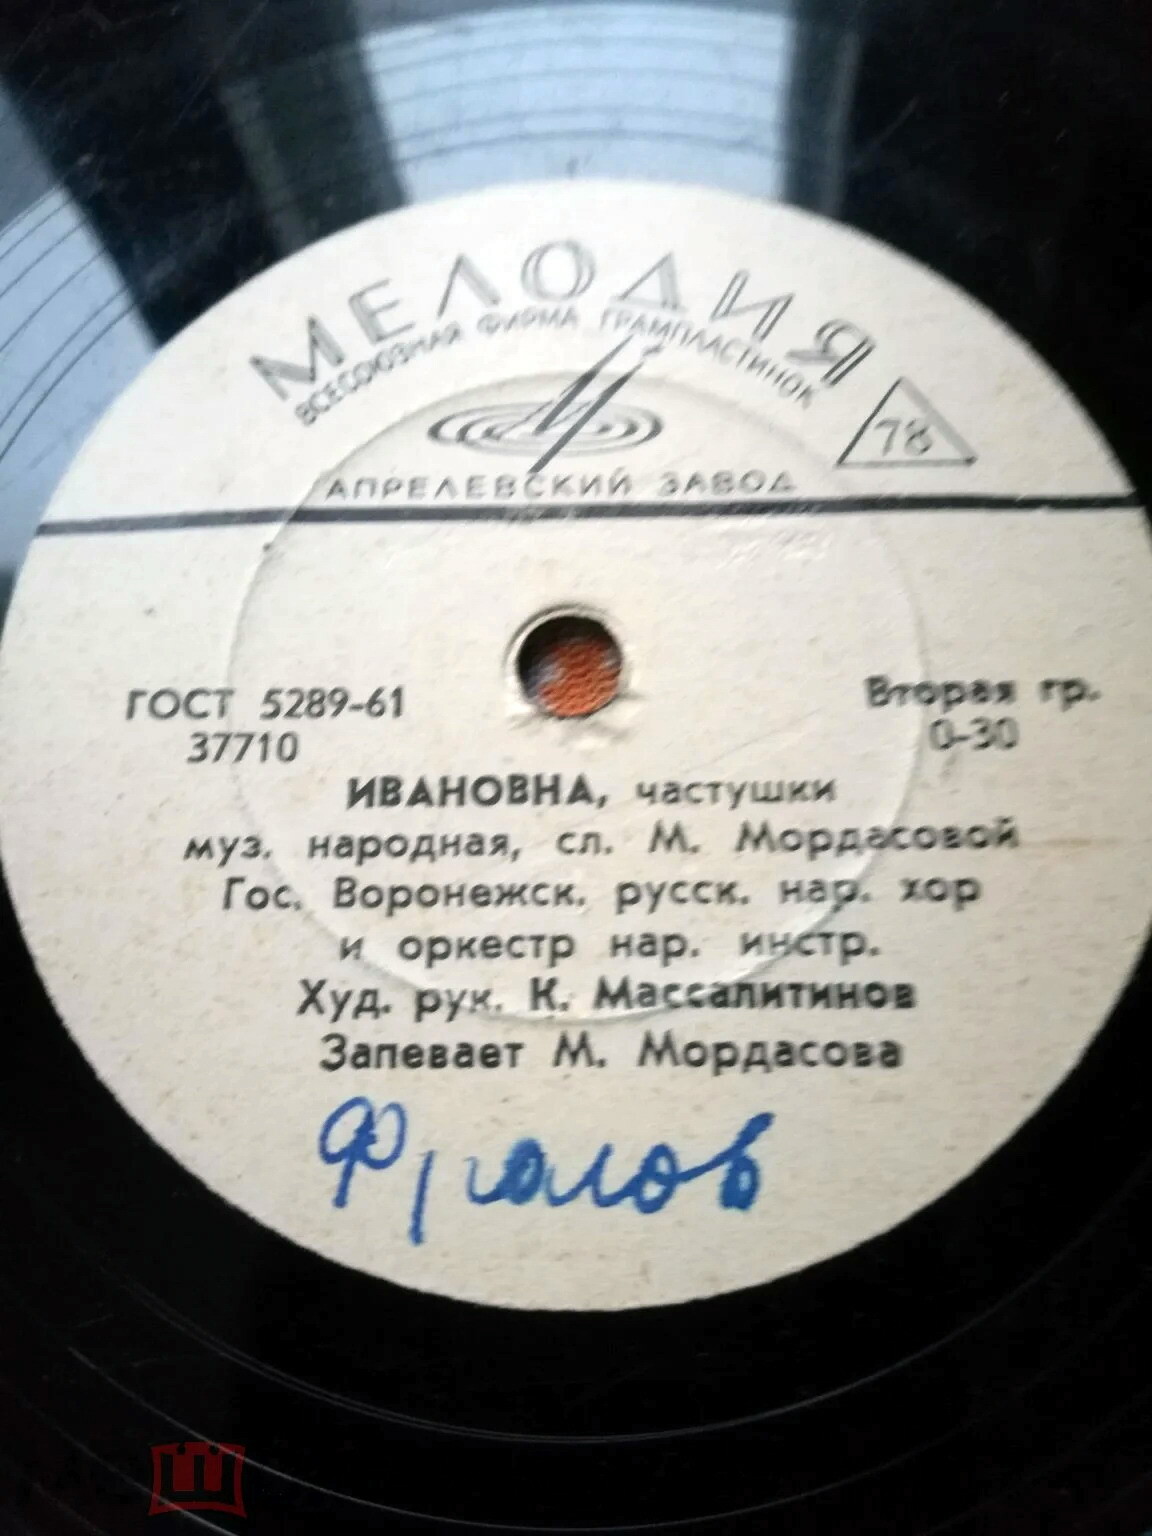 МЕЛОДИЯ
ВСЕСОЮЗНАЯ ФИРМА ГРАМПЛАСТИНОК
78
АПРЕЛЕВСКИЙ ЗАВОД
ГОСТ 5289-61
37710
Вторая гр.
0-30
ИВАНОВНА, частушки
муз. народная, сл. М. Мордасовой
Гос. Воронежск. русск. нар. хор
и оркестр нар. инстр.
Худ. рук. К. Массалитинов
Запевает М. Мордасова